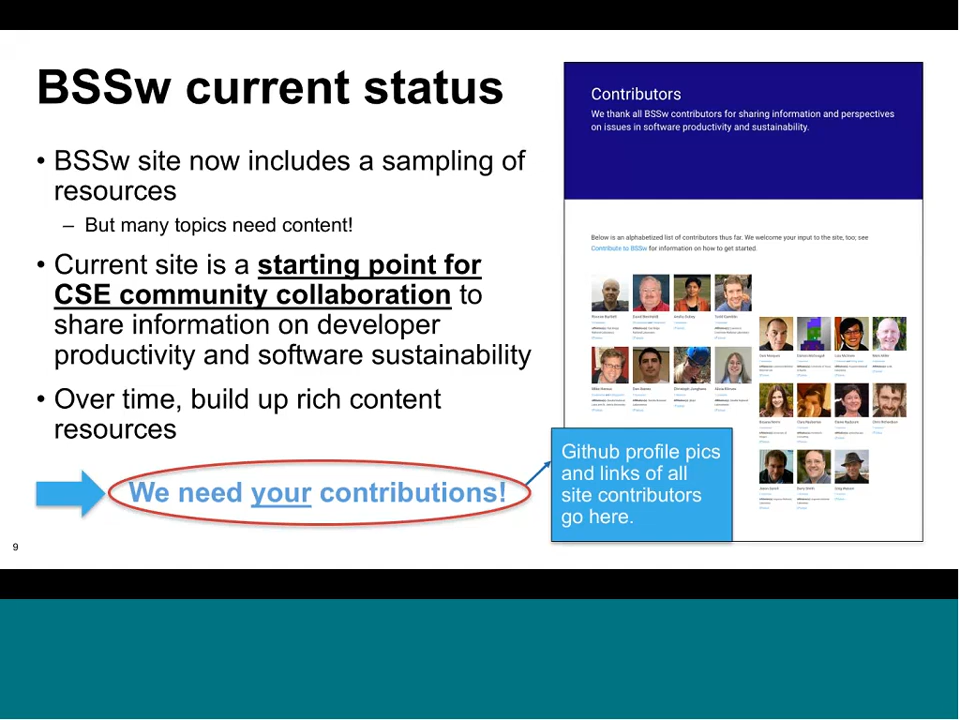 BSSw current status
• BSSw site now includes a sampling of
resources
– But many topics need content!
• Current site is a starting point for
CSE community collaboration to
share information on developer
productivity and software sustainability
• Over time, build up rich content
resources
We need your contributions!
9
Contributors
We thank all BSSw contributors for sharing information and perspectives
on issues in software productivity and sustainability.
Below is an alphabetized list of contributors thus far. We welcome your input to the site, too; see
Contribute to BSSw for information on how to get started.
Github profile pics
and links of all
site contributors
go here.